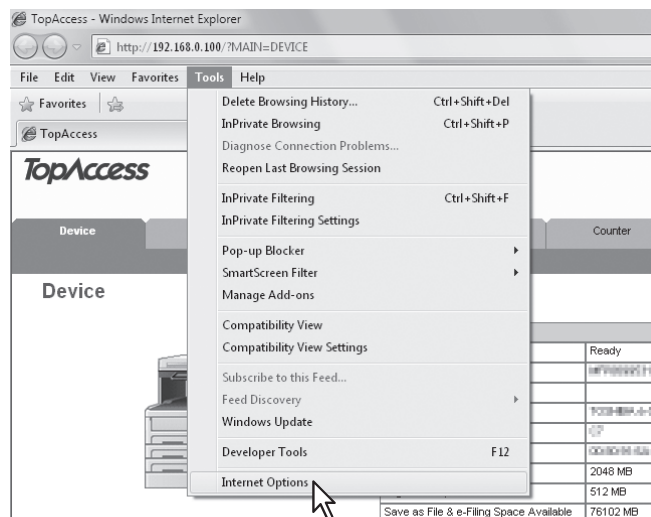 TopAccess - Windows Internet Explorer
http://192.168.0.100/?MAIN=DEVICE
File Edit View Favorites Tools Help
Favorites
TopAccess
TopAccess
Device
Counter
Device
Delete Browsing History... Ctrl+Shift+Del
InPrivate Browsing Ctrl+Shift+P
Diagnose Connection Problems...
Reopen Last Browsing Session
InPrivate Filtering Ctrl+Shift+F
InPrivate Filtering Settings
Pop-up Blocker
SmartScreen Filter
Manage Add-ons
Compatibility View
Compatibility View Settings
Subscribe to this Feed...
Feed Discovery
Windows Update
Developer Tools F12
Internet Options
Ready
2048 MB
512 MB
Save as File & e-Filing Space Available 76102 MB